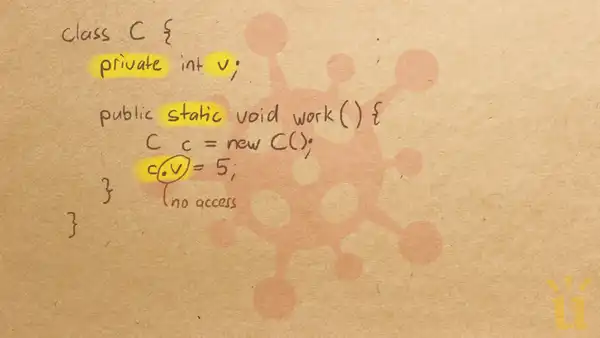 class C {
private int v;
public static void work() {
C c = new C();
c.v = 5;
}
no access
}